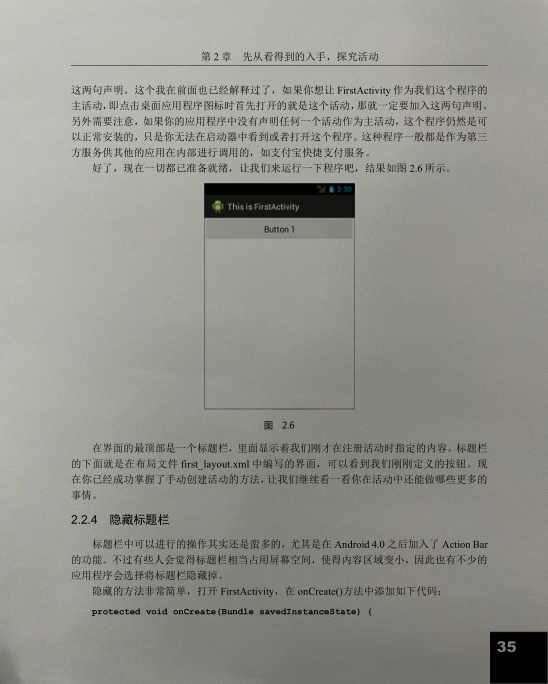 第 2 章 先从看得到的入手，探究活动
这两句声明。这个我在前面也已经解释过了，如果你想让 FirstActivity 作为我们这个程序的
主活动，即点击桌面应用程序图标时首先打开的就是这个活动，那就一定要加入这两句声明。
另外需要注意，如果你的应用程序中没有声明任何一个活动作为主活动，这个程序仍然是可
以正常安装的，只是你无法在启动器中看到或者打开这个程序。这种程序一般都是作为第三
方服务供其他的应用在内部进行调用的，如支付宝快捷支付服务。
好了，现在一切都已准备就绪，让我们来运行一下程序吧，结果如图 2.6 所示。
2:30
This is FirstActivity
Button 1
图 2.6
在界面的最顶部是一个标题栏，里面显示着我们刚才在注册活动时指定的内容。标题栏
的下面就是在布局文件 first_layout.xml 中编写的界面，可以看到我们刚刚定义的按钮。现
在你已经成功掌握了手动创建活动的方法，让我们继续看一看你在活动中还能做哪些更多的
事情。
2.2.4 隐藏标题栏
标题栏中可以进行的操作其实还是蛮多的，尤其是在 Android 4.0 之后加入了 Action Bar
的功能。不过有些人会觉得标题栏相当占用屏幕空间，使得内容区域变小，因此也有不少的
应用程序会选择将标题栏隐藏掉。
隐藏的方法非常简单，打开 FirstActivity，在 onCreate()方法中添加如下代码：
protected void onCreate(Bundle savedInstanceState) {
35